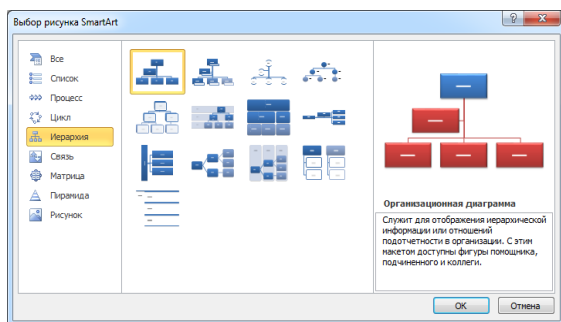 Выбор рисунка SmartArt
Все
Список
Процесс
Цикл
Иерархия
Связь
Матрица
Пирамида
Рисунок
Организационная диаграмма
Служит для отображения иерархической
информации или отношений
подотчетности в организации. С этим
макетом доступны фигуры помощника,
подчиненного и коллеги.
ОК
Отмена